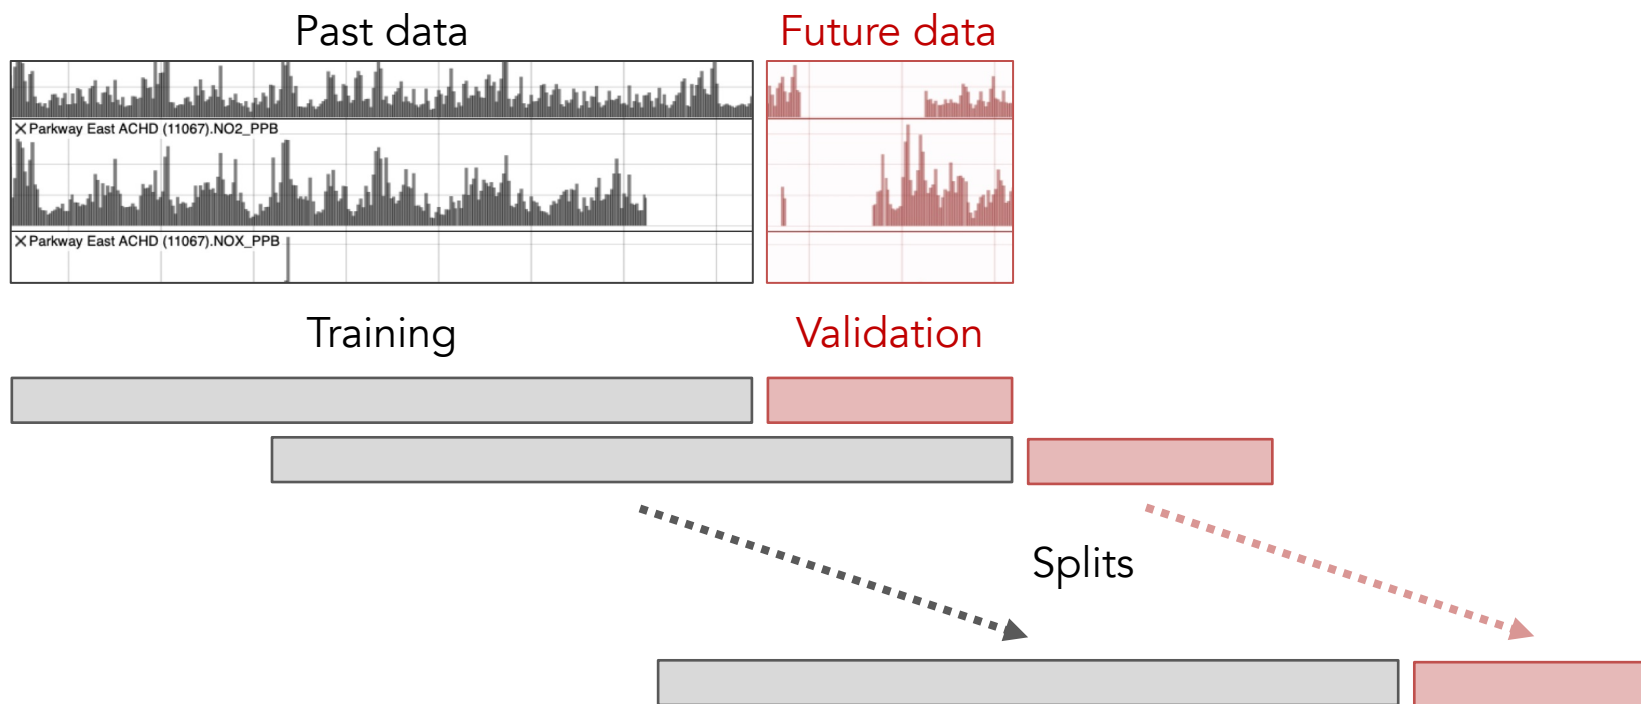 Past data
Future data
Parkway East ACHD (11067).NO2_PPB
Parkway East ACHD (11067).NOX_PPB
Training
Validation
Splits